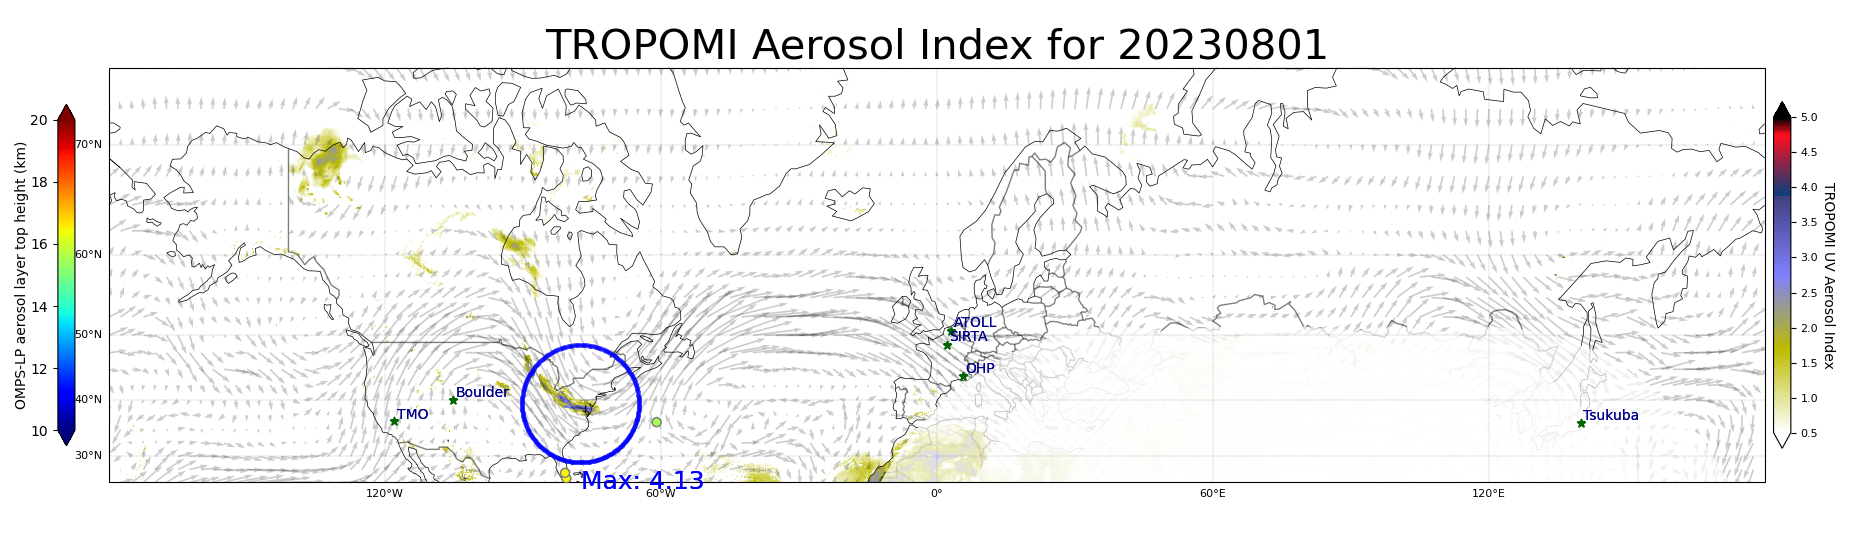 TROPOMI Aerosol Index for 20230801
OMPS-LP aerosol layer top height (km)
20
18
16
14
12
10
70°N
60°N
50°N
40°N
30°N
120°W
60°W
0°
60°E
120°E
ATOLL
SIRTA
OHP
Boulder
TMO
Tsukuba
Max: 4.13
5.0
4.5
4.0
3.5
3.0
2.5
2.0
1.5
1.0
0.5
TROPOMI UV Aerosol Index